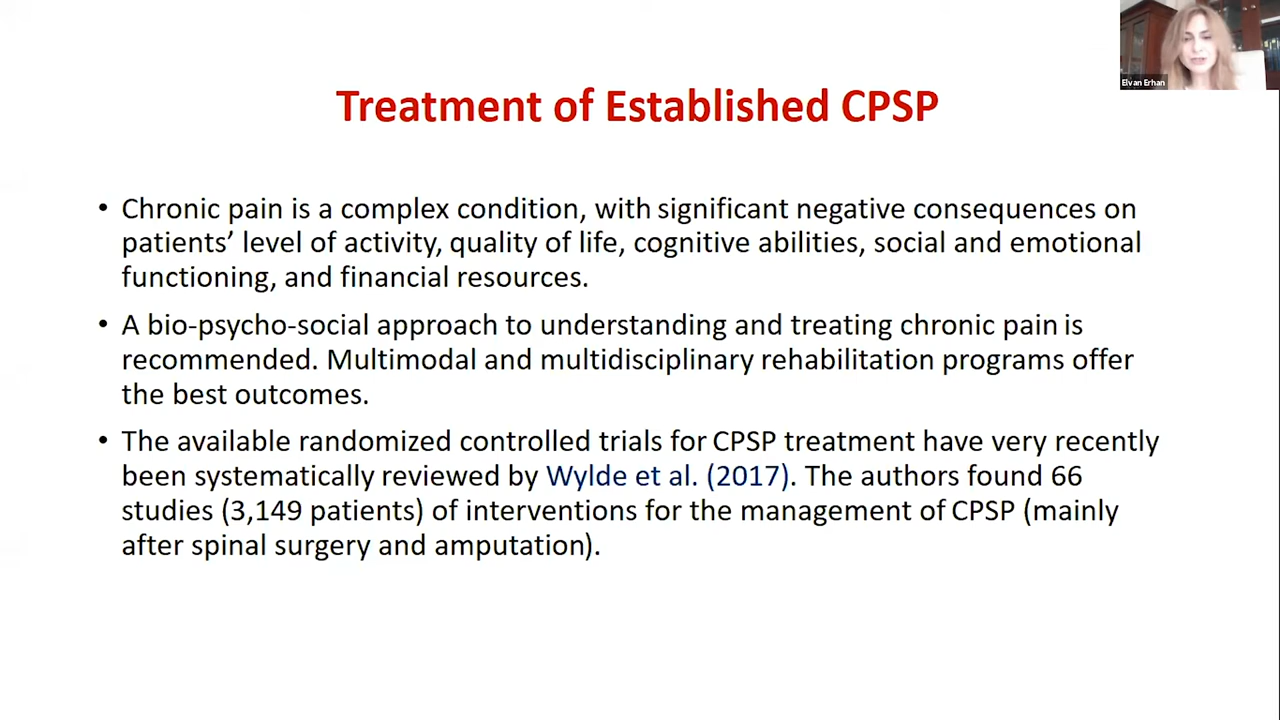 Elvan Erhan
Treatment of Established CPSP
• Chronic pain is a complex condition, with significant negative consequences on
patients’ level of activity, quality of life, cognitive abilities, social and emotional
functioning, and financial resources.
• A bio-psycho-social approach to understanding and treating chronic pain is
recommended. Multimodal and multidisciplinary rehabilitation programs offer
the best outcomes.
• The available randomized controlled trials for CPSP treatment have very recently
been systematically reviewed by Wylde et al. (2017). The authors found 66
studies (3,149 patients) of interventions for the management of CPSP (mainly
after spinal surgery and amputation).